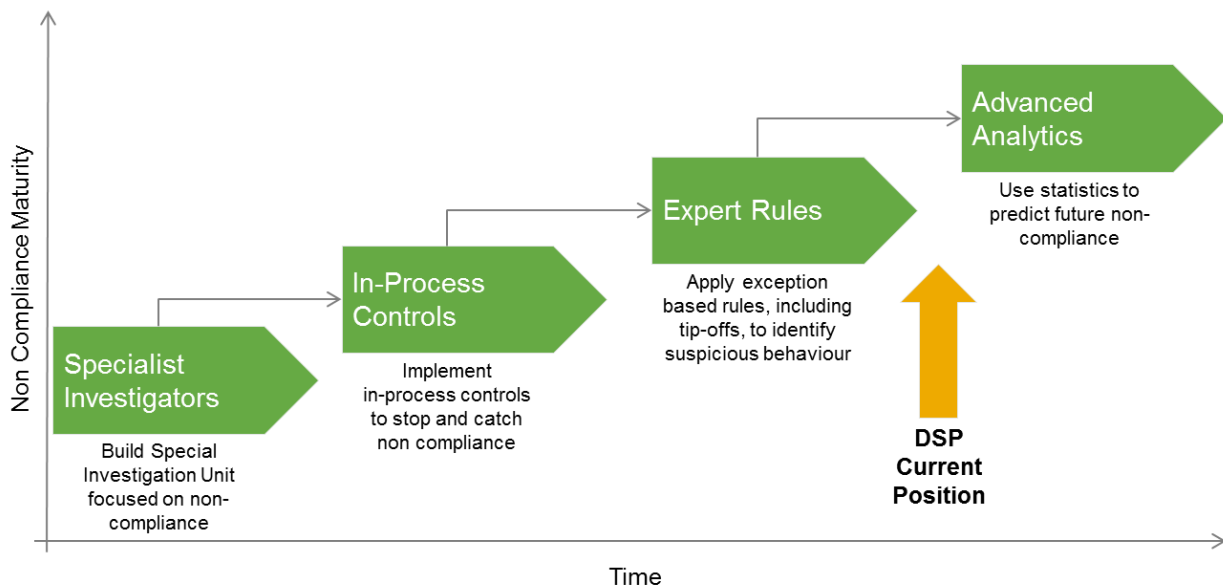 Non Compliance Maturity
Specialist
Investigators
Build Special
Investigation Unit
focused on non-
compliance
In-Process
Controls
Implement
in-process controls
to stop and catch
non compliance
Expert Rules
Apply exception
based rules, including
tip-offs, to identify
suspicious behaviour
Advanced
Analytics
Use statistics to
predict future non-
compliance
DSP
Current
Position
Time